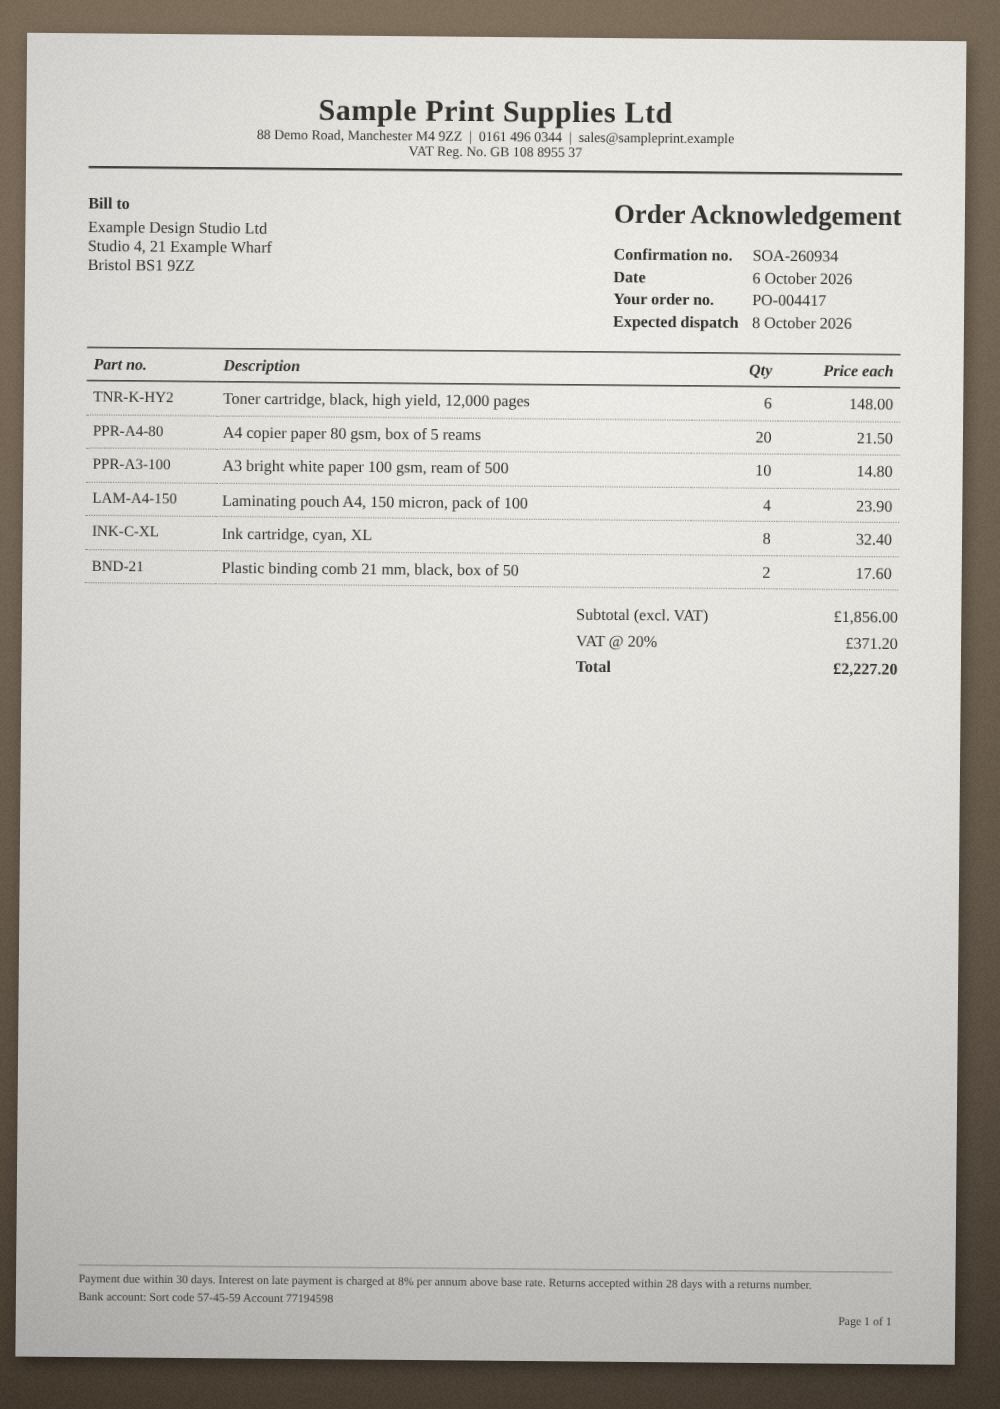 Sample Print Supplies Ltd
88 Demo Road, Manchester M4 9ZZ | 0161 496 0344 | sales@sampleprint.example
VAT Reg. No. GB 108 8955 37
Bill to
Example Design Studio Ltd
Studio 4, 21 Example Wharf
Bristol BS1 9ZZ
Order Acknowledgement
Confirmation no. SOA-260934
Date 6 October 2026
Your order no. PO-004417
Expected dispatch 8 October 2026
Part no. Description Qty Price each
TNR-K-HY2 Toner cartridge, black, high yield, 12,000 pages 6 148.00
PPR-A4-80 A4 copier paper 80 gsm, box of 5 reams 20 21.50
PPR-A3-100 A3 bright white paper 100 gsm, ream of 500 10 14.80
LAM-A4-150 Laminating pouch A4, 150 micron, pack of 100 4 23.90
INK-C-XL Ink cartridge, cyan, XL 8 32.40
BND-21 Plastic binding comb 21 mm, black, box of 50 2 17.60
Subtotal (excl. VAT) £1,856.00
VAT @ 20% £371.20
Total £2,227.20
Payment due within 30 days. Interest on late payment is charged at 8% per annum above base rate. Returns accepted within 28 days with a returns number.
Bank account: Sort code 57-45-59 Account 77194598
Page 1 of 1